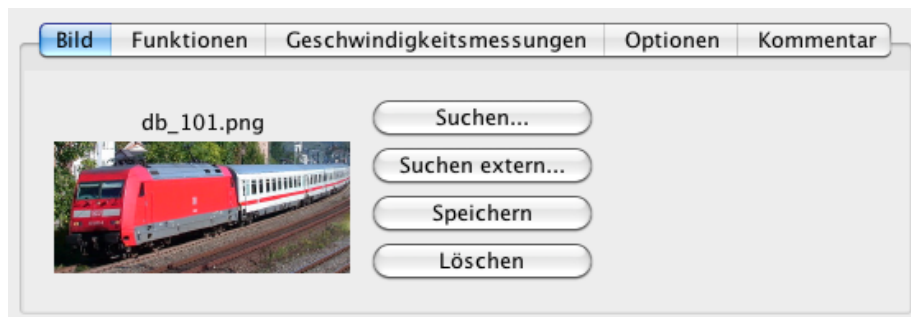 Bild Funktionen Geschwindigkeitsmessungen Optionen Kommentar
db_101.png
Suchen...
Suchen extern...
Speichern
Löschen